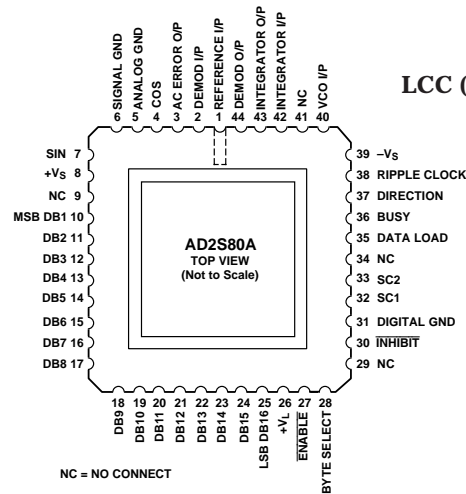 LCC (
SIGNAL GND 6
ANALOG GND 5
COS 4
AC ERROR O/P 3
DEMOD I/P 2
REFERENCE I/P 1
DEMOD O/P 44
INTEGRATOR O/P 43
INTEGRATOR I/P 42
NC 41
VCO I/P 40
SIN 7
+VS 8
NC 9
MSB DB1 10
DB2 11
DB3 12
DB4 13
DB5 14
DB6 15
DB7 16
DB8 17
AD2S80A
TOP VIEW
(Not to Scale)
39 –VS
38 RIPPLE CLOCK
37 DIRECTION
36 BUSY
35 DATA LOAD
34 NC
33 SC2
32 SC1
31 DIGITAL GND
30 INHIBIT
29 NC
18 DB9
19 DB10
20 DB11
21 DB12
22 DB13
23 DB14
24 DB15
25 LSB DB16
26 +VL
27 ENABLE
28 BYTE SELECT
NC = NO CONNECT